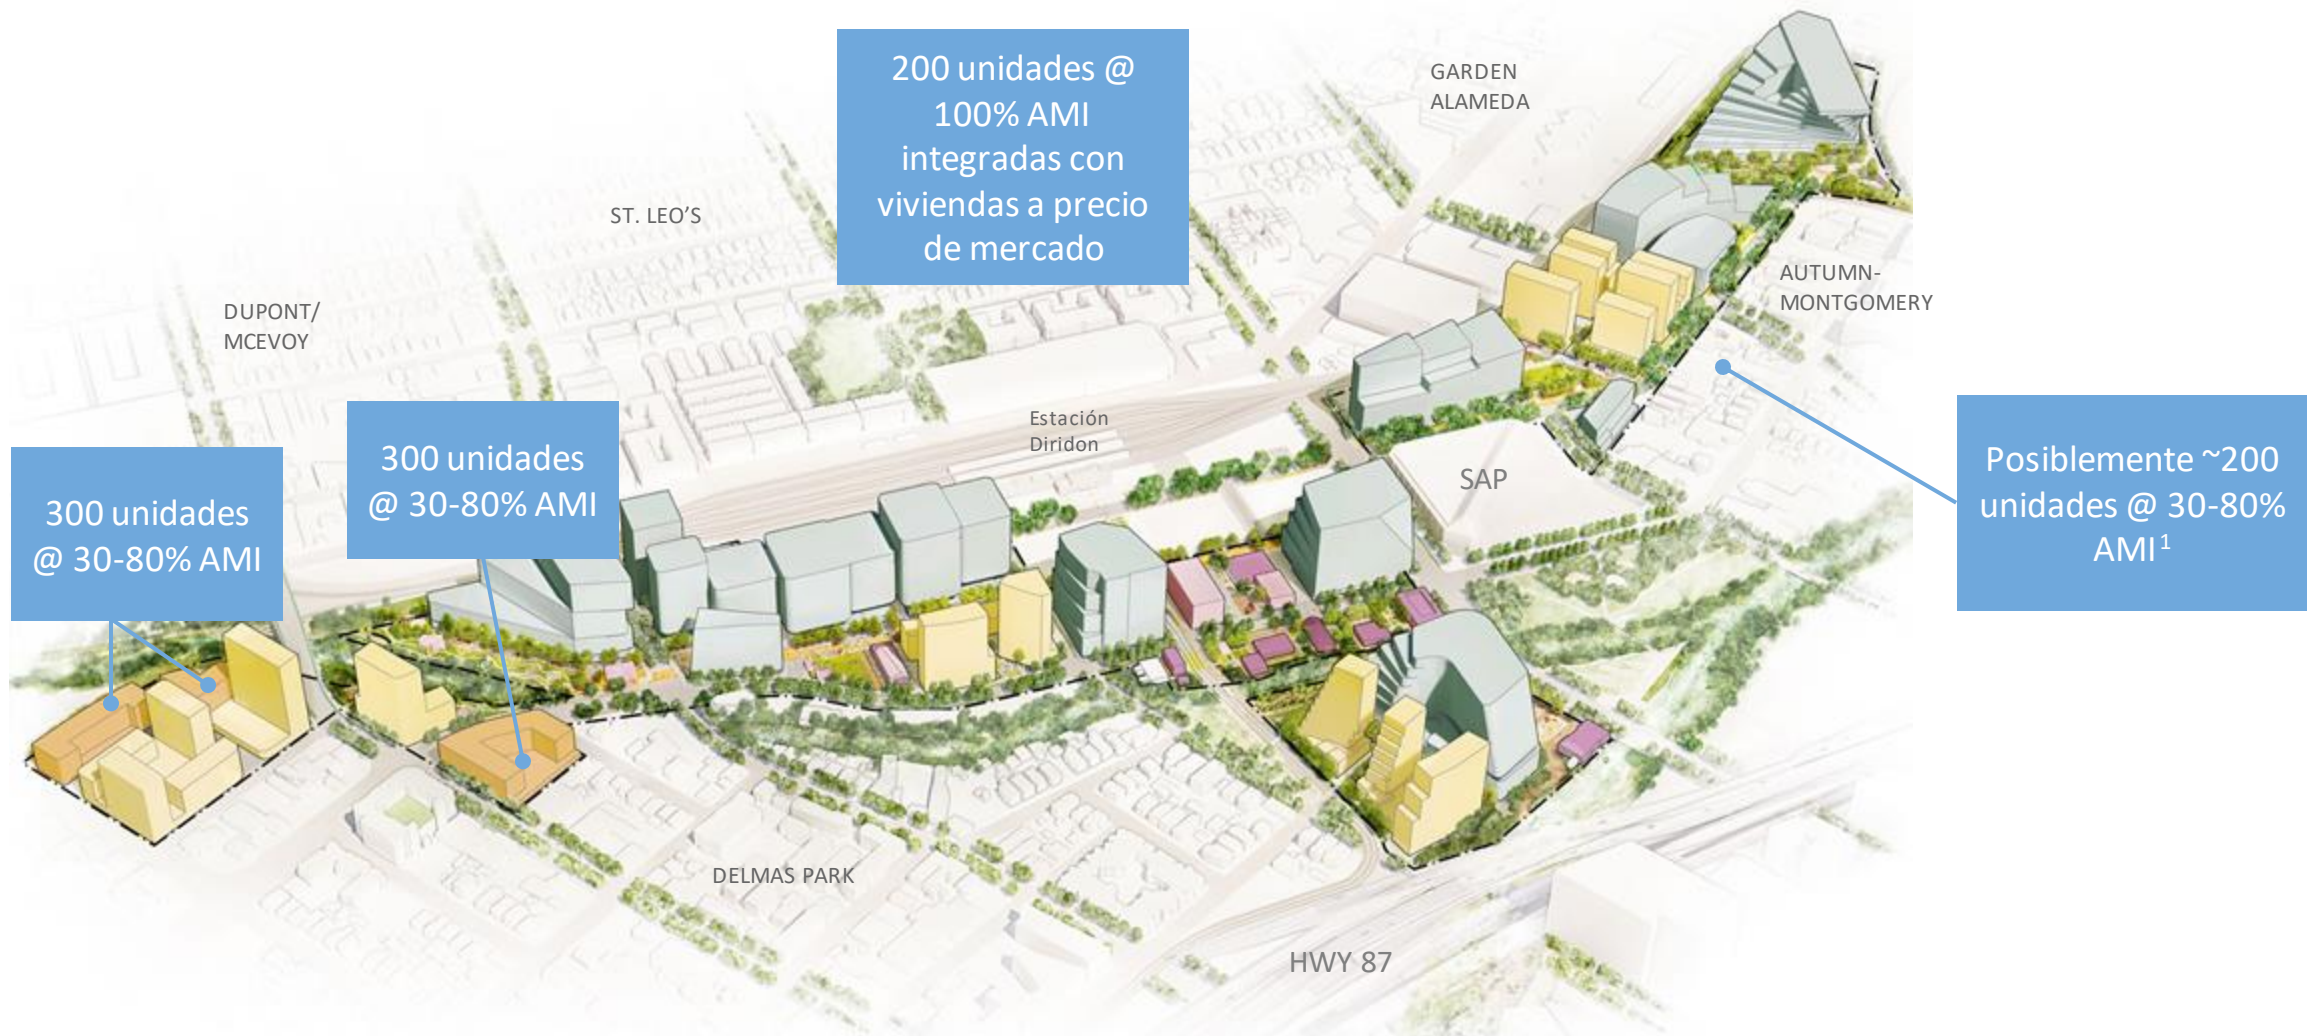 200 unidades @
100% AMI
integradas con
viviendas a precio
de mercado
GARDEN
ALAMEDA
ST. LEO'S
AUTUMN-
MONTGOMERY
DUPONT/
MCEVOY
Estación
Diridon
SAP
300 unidades
@ 30-80% AMI
300 unidades
@ 30-80% AMI
Posiblemente ~200
unidades @ 30-80%
AMI¹
DELMAS PARK
HWY 87